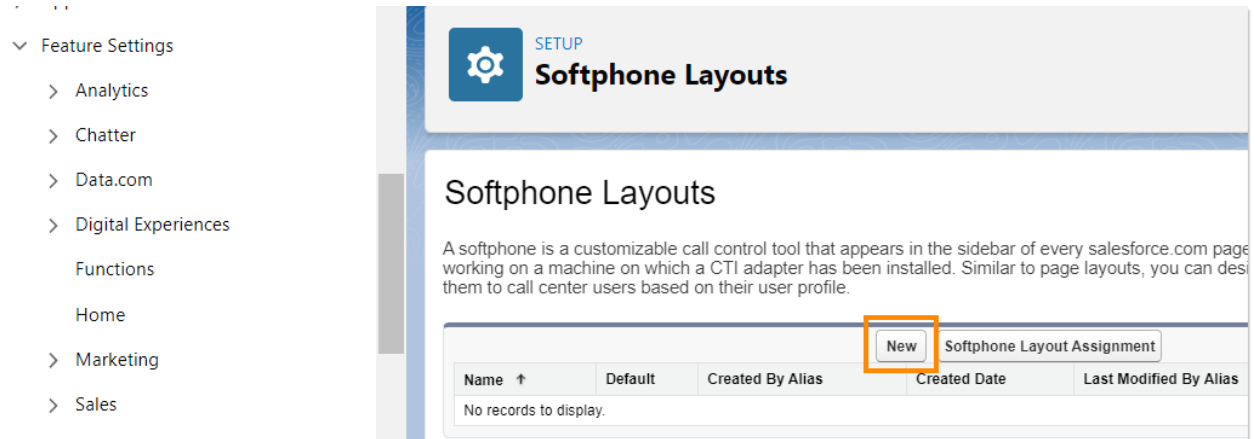 Feature Settings
Analytics
Chatter
Data.com
Digital Experiences
Functions
Home
Marketing
Sales
SETUP
Softphone Layouts
Softphone Layouts
A softphone is a customizable call control tool that appears in the sidebar of every salesforce.com page
working on a machine on which a CTI adapter has been installed. Similar to page layouts, you can
them to call center users based on their user profile.
New Softphone Layout Assignment
Name ↑ Default Created By Alias Created Date Last Modified By Alias
No records to display.